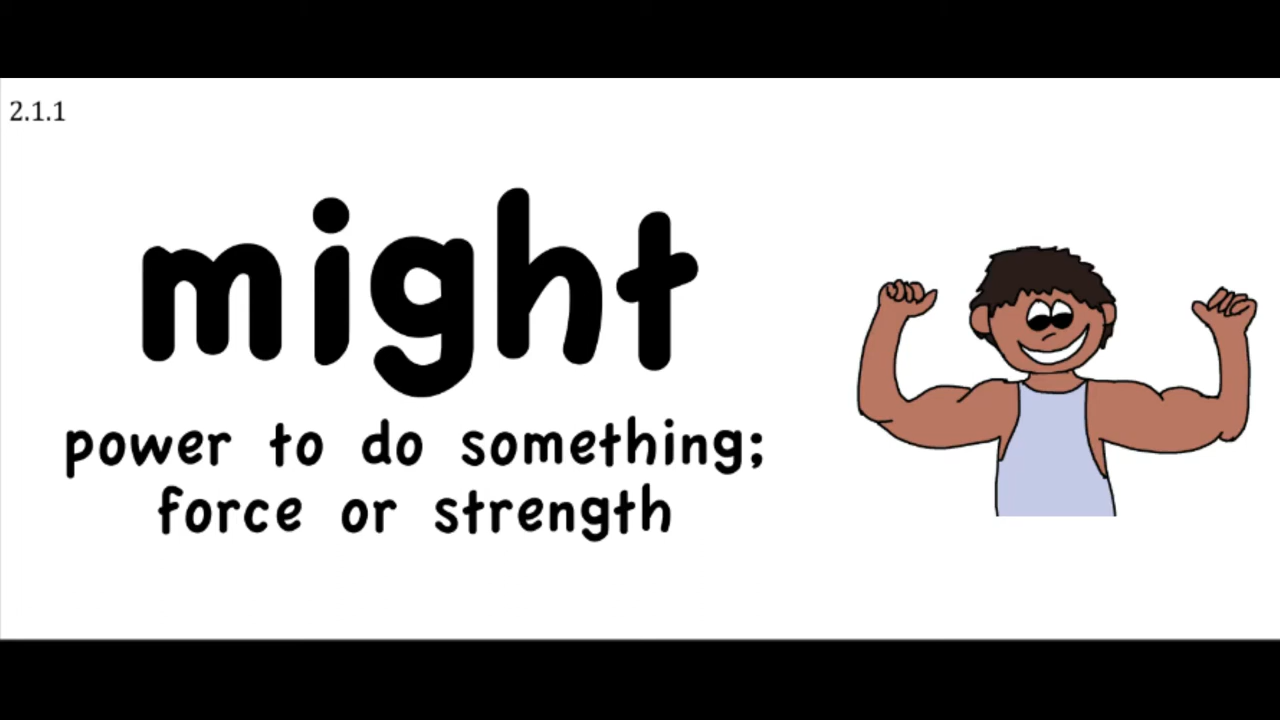 2.1.1
might
power to do something;
force or strength